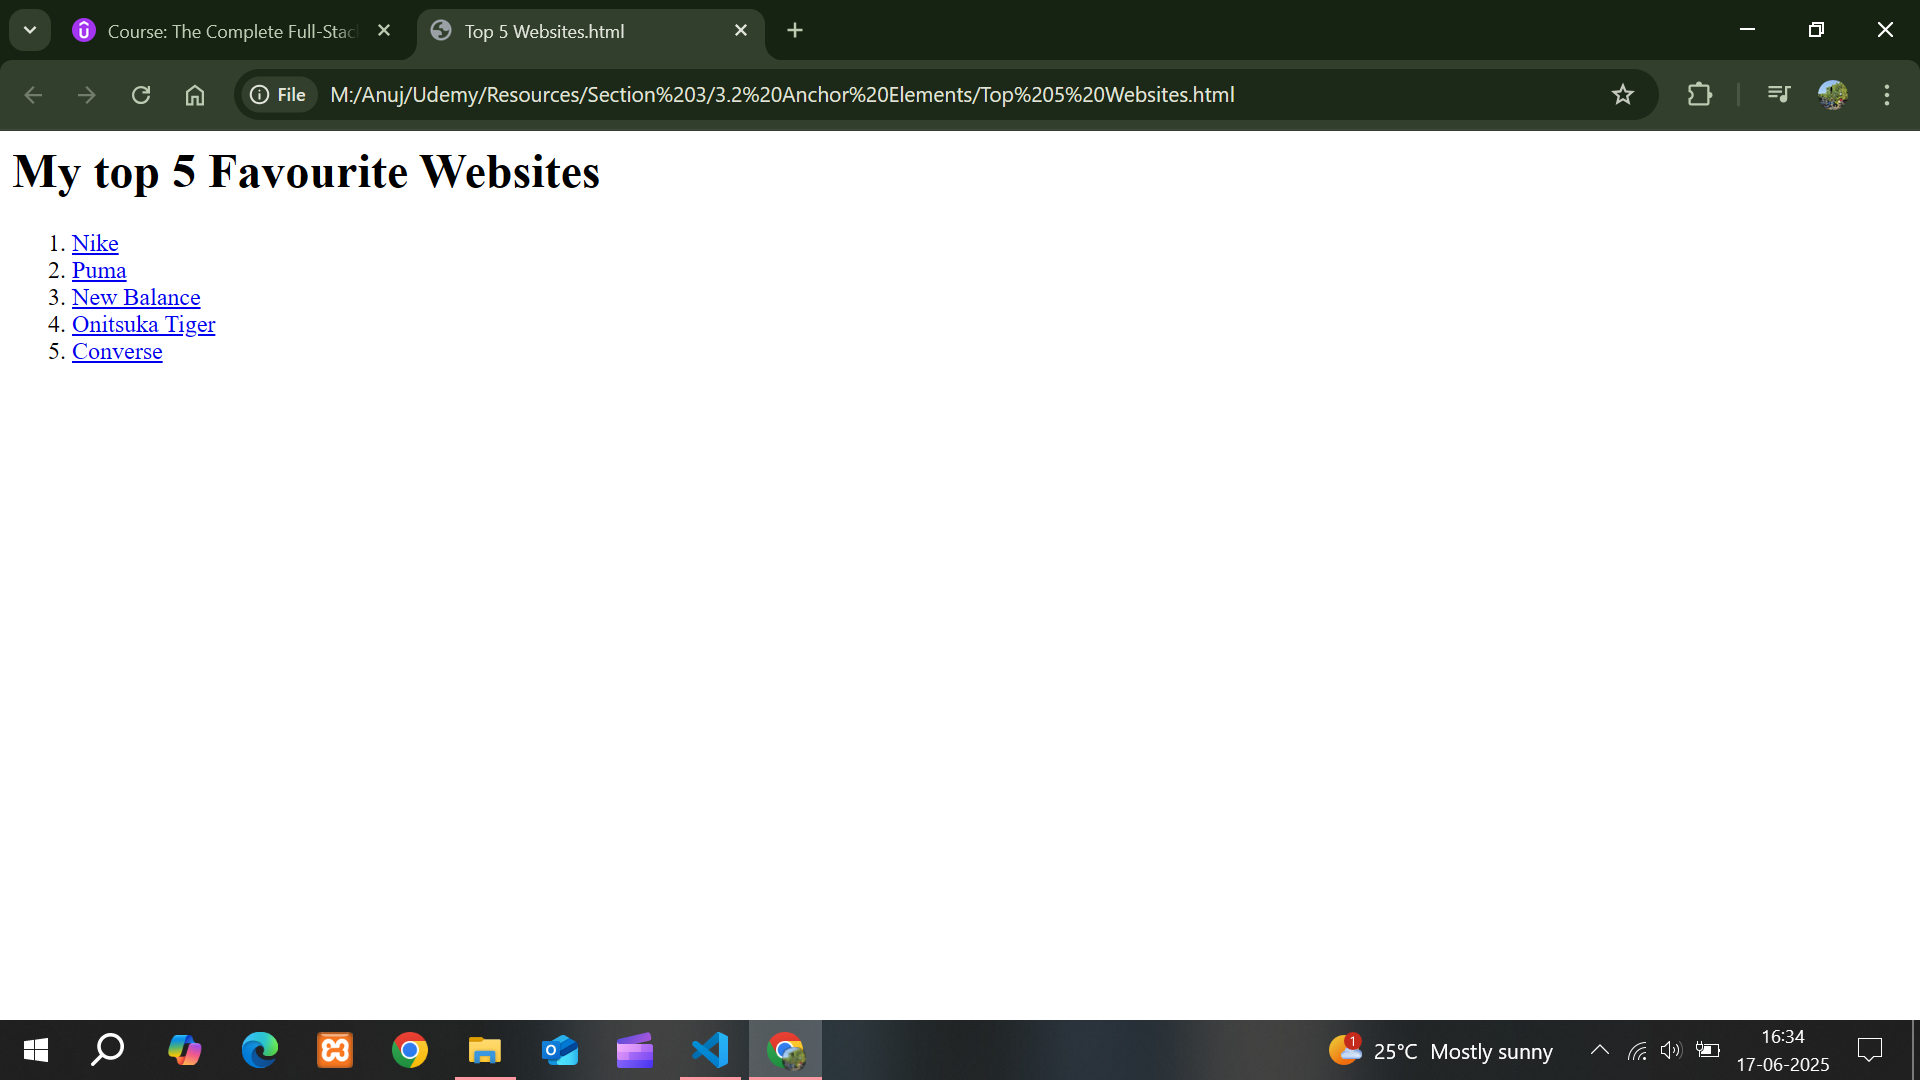 Course: The Complete Full-Stac
Top 5 Websites.html
File
M:/Anuj/Udemy/Resources/Section%203/3.2%20Anchor%20Elements/Top%205%20Websites.html
My top 5 Favourite Websites
1. Nike
2. Puma
3. New Balance
4. Onitsuka Tiger
5. Converse
1
25°C Mostly sunny
16:34
17-06-2025